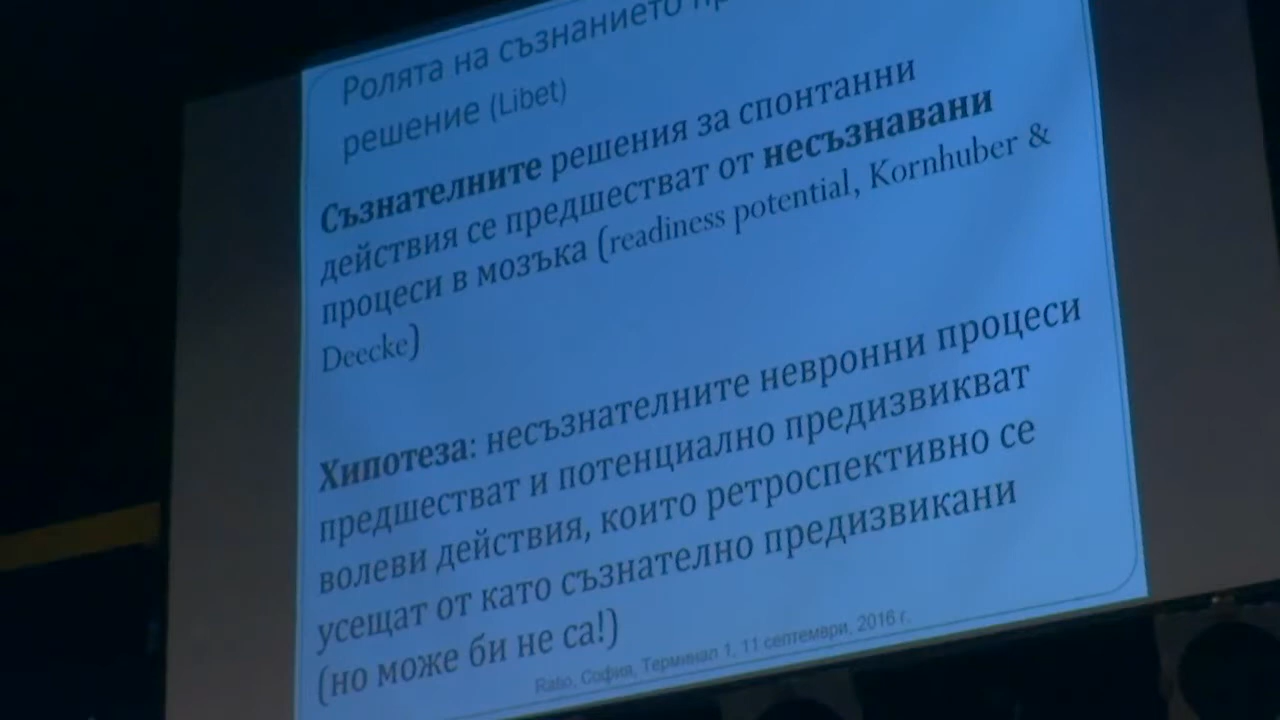 Ролята на съзнанието
решение (Libet)
Съзнателните решения за спонтанни
действия се предшестват от несъзнавани
процеси в мозъка (readiness potential, Kornhuber &
Deecke)
Хипотеза: несъзнателните невронни процеси
предшестват и потенциално предизвикват
волеви действия, които ретроспективно се
усещат от като съзнателно предизвикани
(но може би не са!)
Ratio, София, Терминал 1, 11 септември, 2016 г.